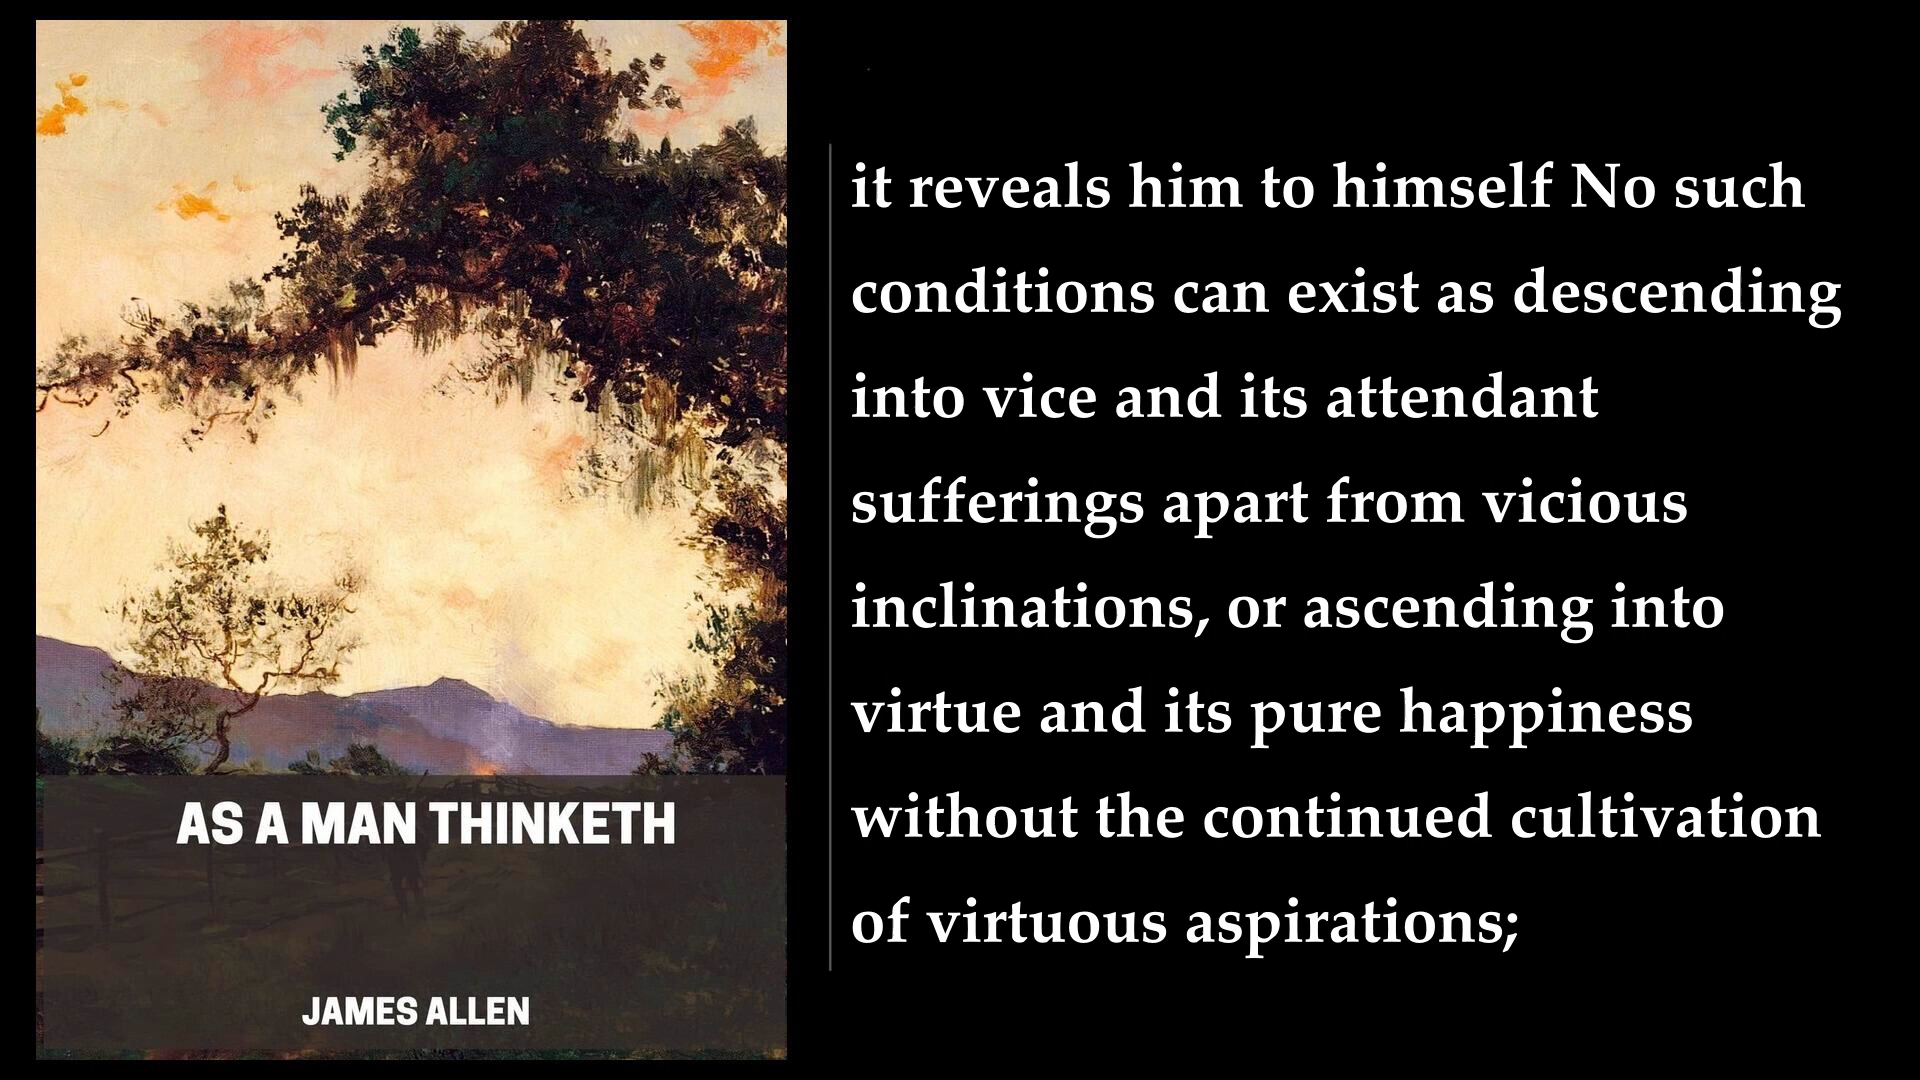 AS A MAN THINKETH
JAMES ALLEN
it reveals him to himself No such
conditions can exist as descending
into vice and its attendant
sufferings apart from vicious
inclinations, or ascending into
virtue and its pure happiness
without the continued cultivation
of virtuous aspirations;